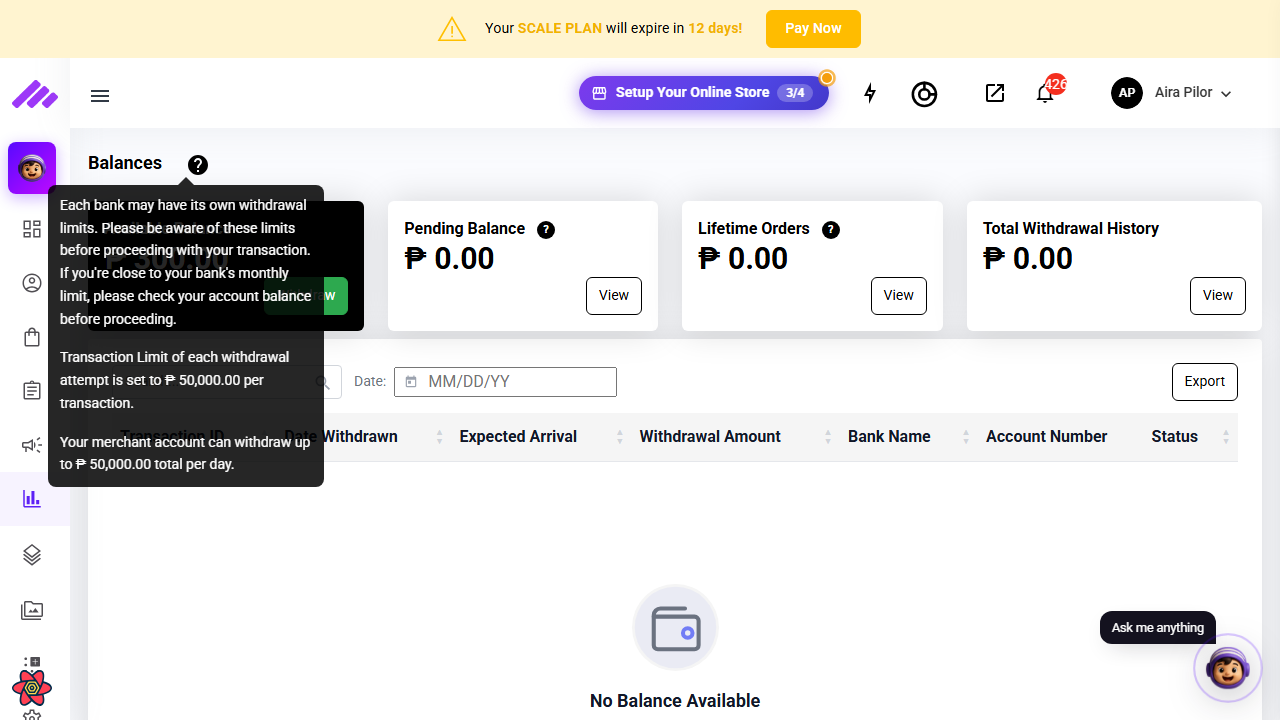 Your SCALE PLAN will expire in 12 days!
Pay Now
Setup Your Online Store 3/4
426
AP
Aira Pilor
Balances
?
Each bank may have its own withdrawal
limits. Please be aware of these limits
before proceeding with your transaction.
If you're close to your bank's monthly
limit, please check your account balance
before proceeding.
Transaction Limit of each withdrawal
attempt is set to ₱ 50,000.00 per
transaction.
Your merchant account can withdraw up
to ₱ 50,000.00 total per day.
Pending Balance ?
₱ 0.00
View
Lifetime Orders ?
₱ 0.00
View
Total Withdrawal History
₱ 0.00
View
Date: MM/DD/YY
Export
Transaction ID Date Withdrawn Expected Arrival Withdrawal Amount Bank Name Account Number Status
No Balance Available
Ask me anything